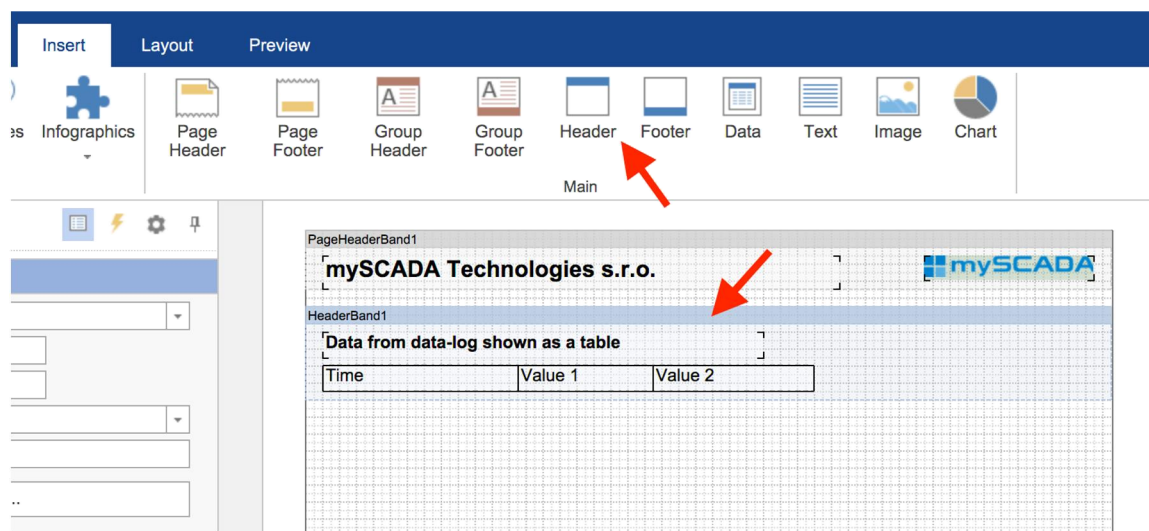 Insert Layout Preview
es Infographics Page Header Page Footer Group Header Group Footer Header Footer Data Text Image Chart
Main
PageHeaderBand1
mySCADA Technologies s.r.o. mySCADA
HeaderBand1
Data from data-log shown as a table
Time Value 1 Value 2
..